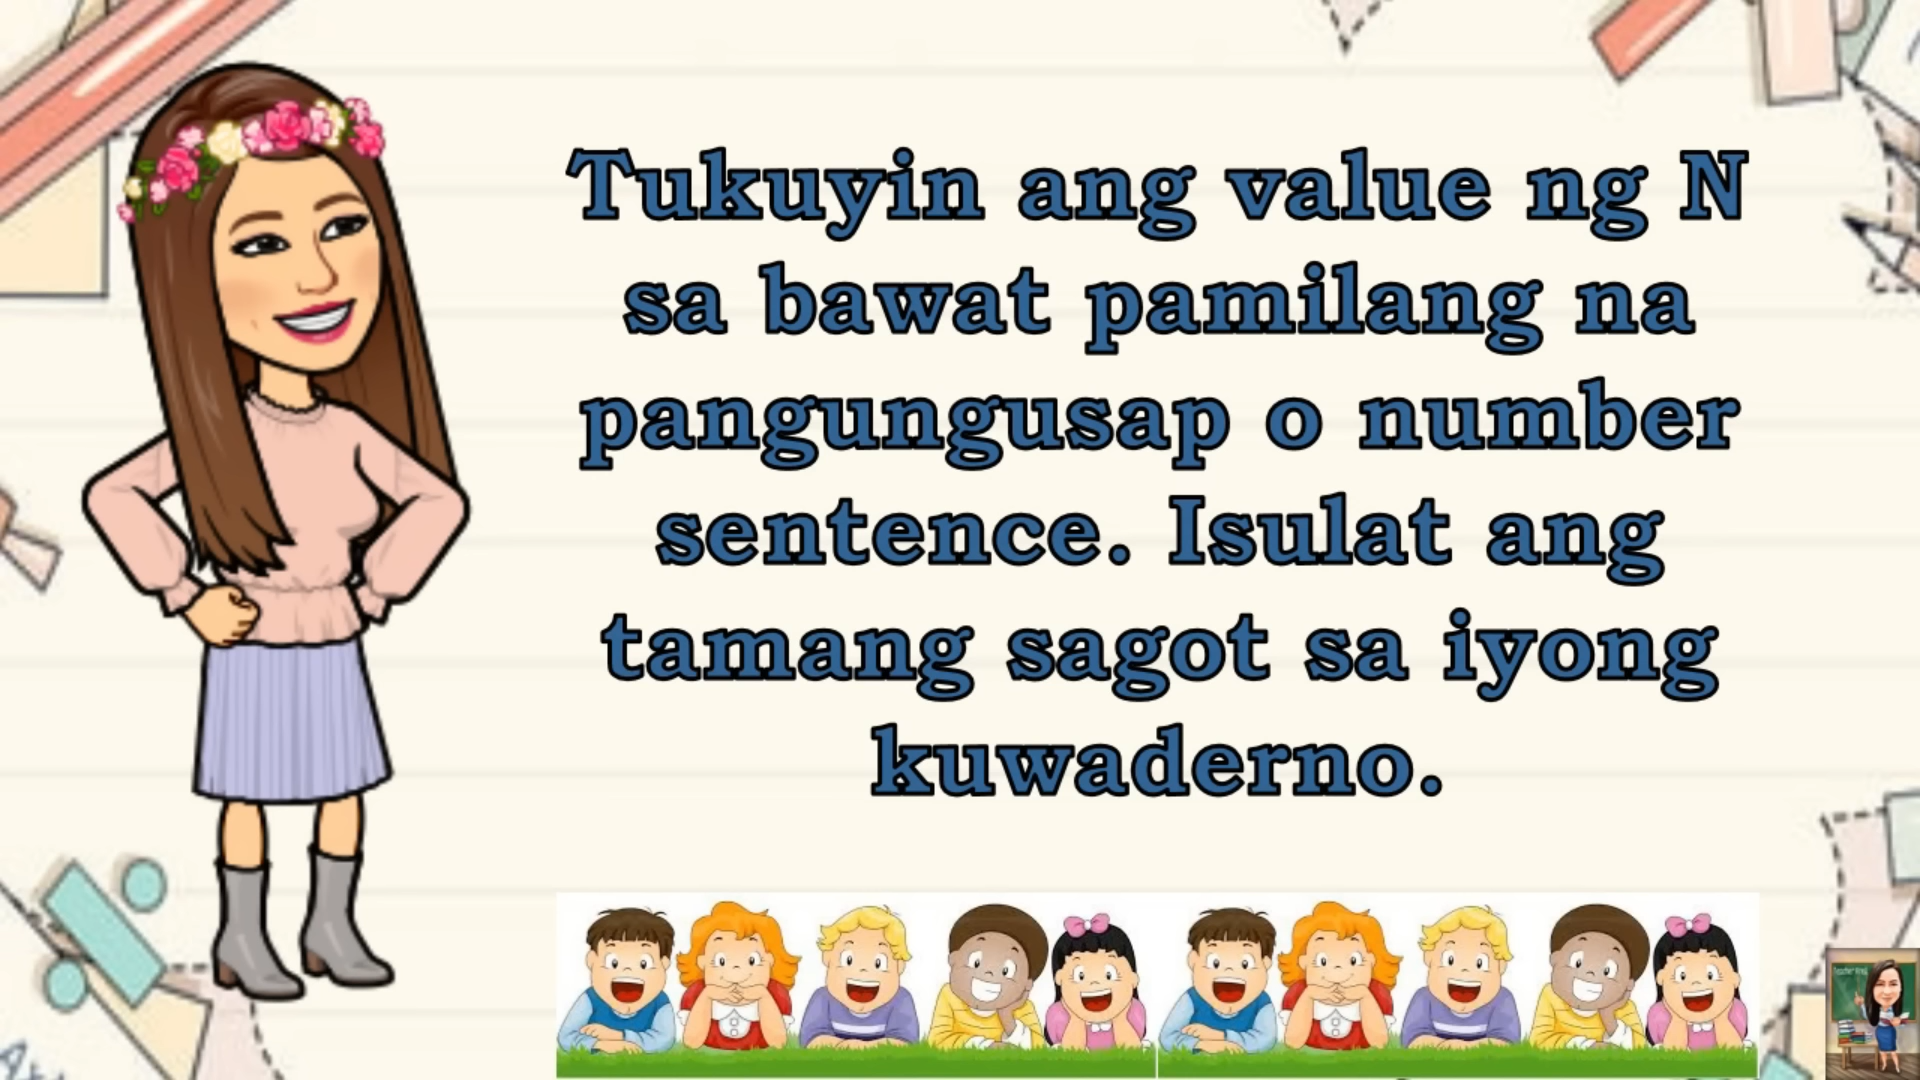 Tukuyin ang value ng N
sa bawat pamilang na
pangungusap o number
sentence. Isulat ang
tamang sagot sa iyong
kuwaderno.